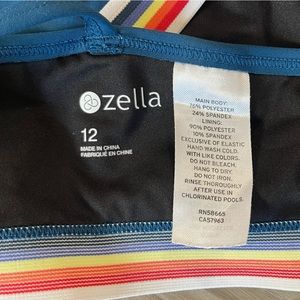 zella
12
MADE IN CHINA
FABRIQUÉ EN CHINE
MAIN BODY:
76% POLYESTER
24% SPANDEX
LINING:
90% POLYESTER
10% SPANDEX
EXCLUSIVE OF ELASTIC
HAND WASH COLD.
WITH LIKE COLORS.
DO NOT BLEACH.
HANG TO DRY.
DO NOT IRON.
RINSE THOROUGHLY
AFTER USE IN
CHLORINATED POOLS.
RN58665
CA57963